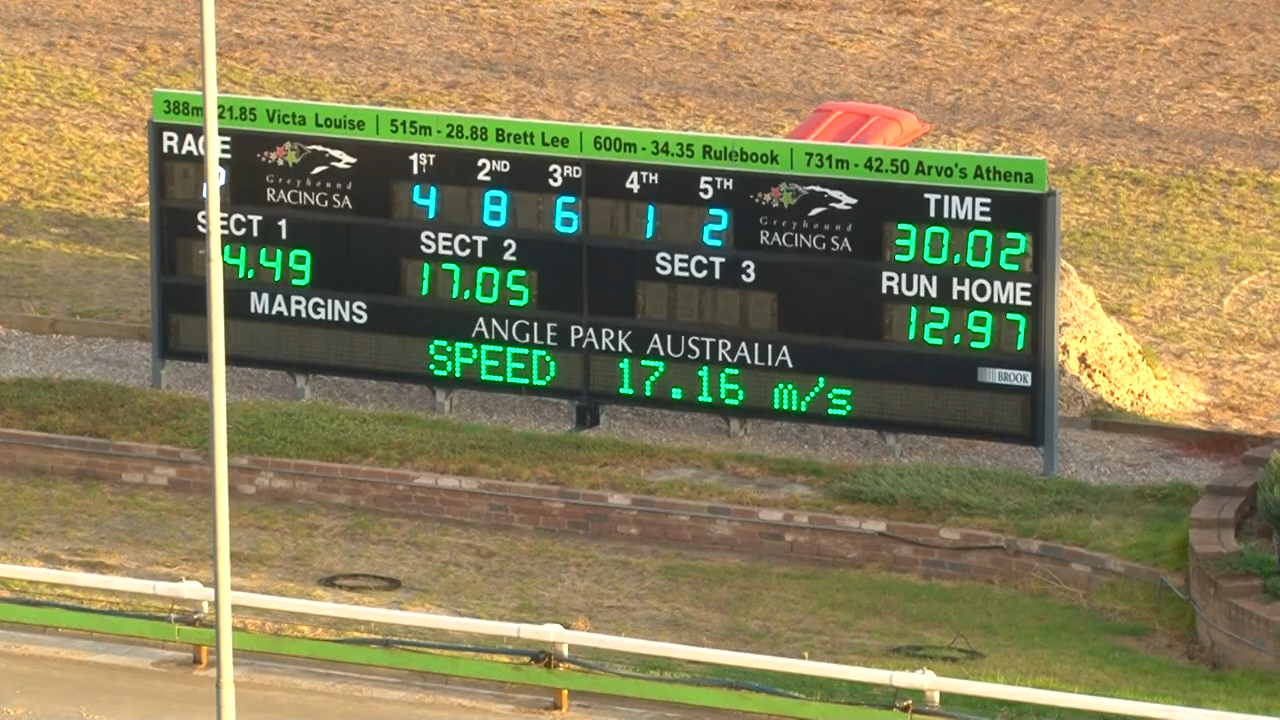 388m - 21.85 Victa Louise | 515m - 28.88 Brett Lee | 600m - 34.35 Rulebook | 731m - 42.50 Arvo's Athena
RACE
Greyhound
RACING SA
1ST 2ND 3RD 4TH 5TH
4 8 6 1 2
Greyhound
RACING SA
TIME
30.02
SECT 1
4.49
SECT 2
17.05
SECT 3
RUN HOME
12.97
MARGINS
ANGLE PARK AUSTRALIA
BROOK
SPEED 17.16 m/s